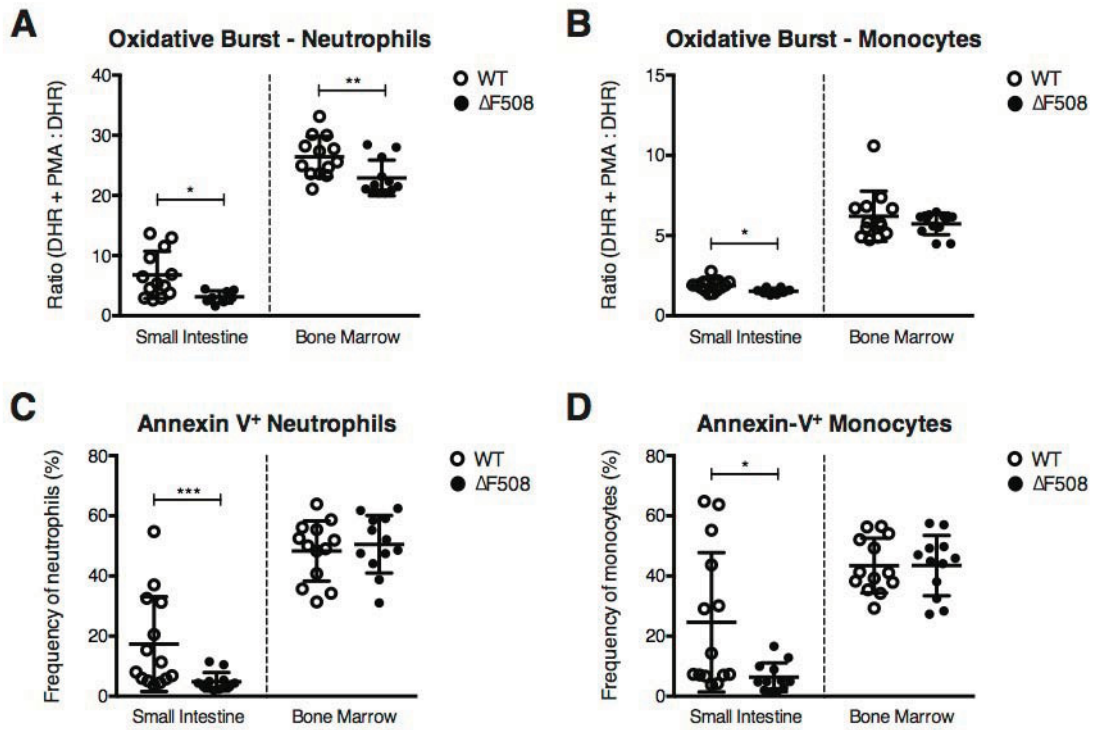 A
Oxidative Burst - Neutrophils
Ratio (DHR + PMA : DHR)
40
30
20
10
0
*
**
Small Intestine
Bone Marrow
WT
ΔF508
B
Oxidative Burst - Monocytes
Ratio (DHR + PMA : DHR)
15
10
5
0
*
Small Intestine
Bone Marrow
WT
ΔF508
C
Annexin V⁺ Neutrophils
Frequency of neutrophils (%)
80
60
40
20
0
***
Small Intestine
Bone Marrow
WT
ΔF508
D
Annexin-V⁺ Monocytes
Frequency of monocytes (%)
80
60
40
20
0
*
Small Intestine
Bone Marrow
WT
ΔF508